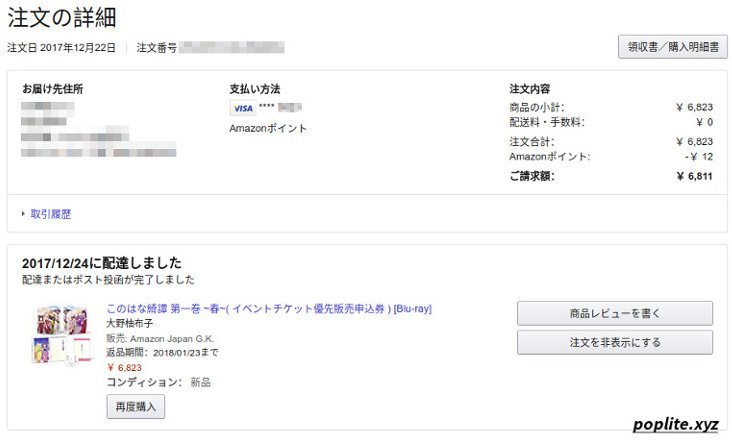 注文の詳細
注文日 2017年12月22日 注文番号
領収書／購入明細書
お届け先住所
支払い方法
VISA ****
Amazonポイント
注文内容
商品の小計： ￥ 6,823
配送料・手数料： ￥ 0
注文合計： ￥ 6,823
Amazonポイント: -￥ 12
ご請求額： ￥ 6,811
取引履歴
2017/12/24に配達しました
配達またはポスト投函が完了しました
このはな綺譚 第一巻 ~春~( イベントチケット優先販売申込券 ) [Blu-ray]
大野柚布子
販売: Amazon Japan G.K.
返品期間：2018/01/23まで
￥ 6,823
コンディション： 新品
再度購入
商品レビューを書く
注文を非表示にする
poplite.xyz